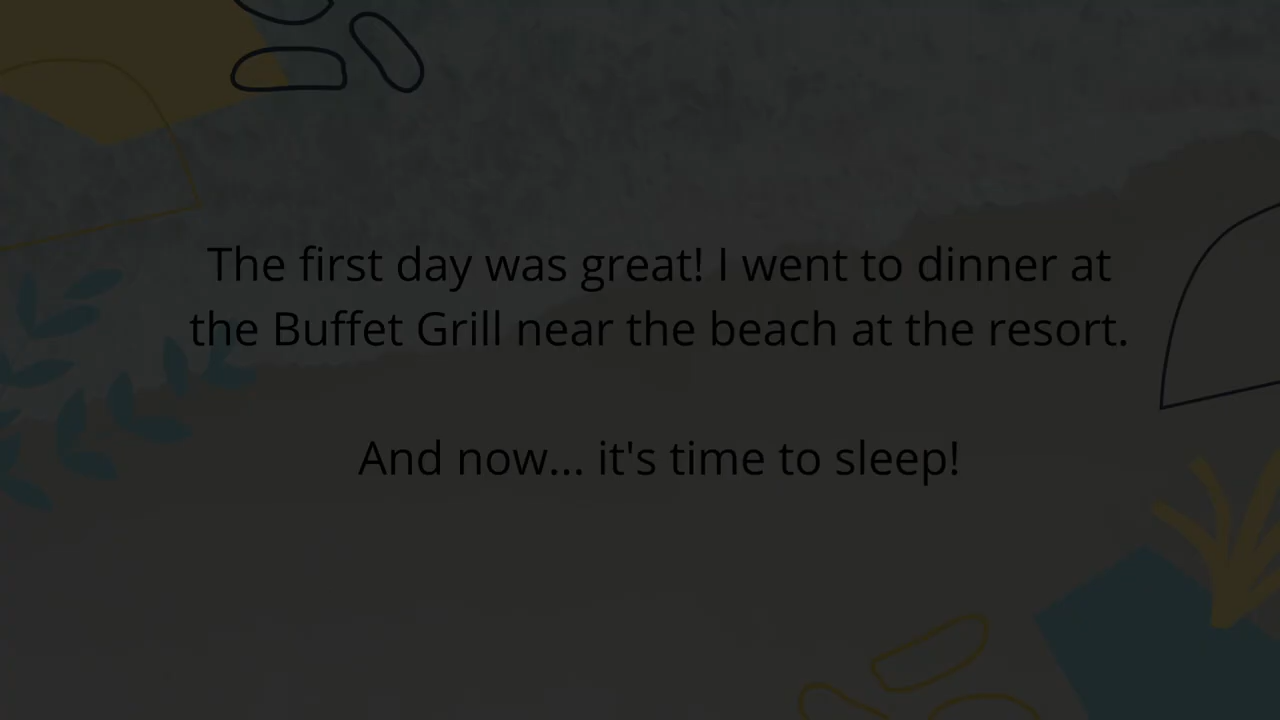 The first day was great! I went to dinner at
the Buffet Grill near the beach at the resort.
And now... it's time to sleep!